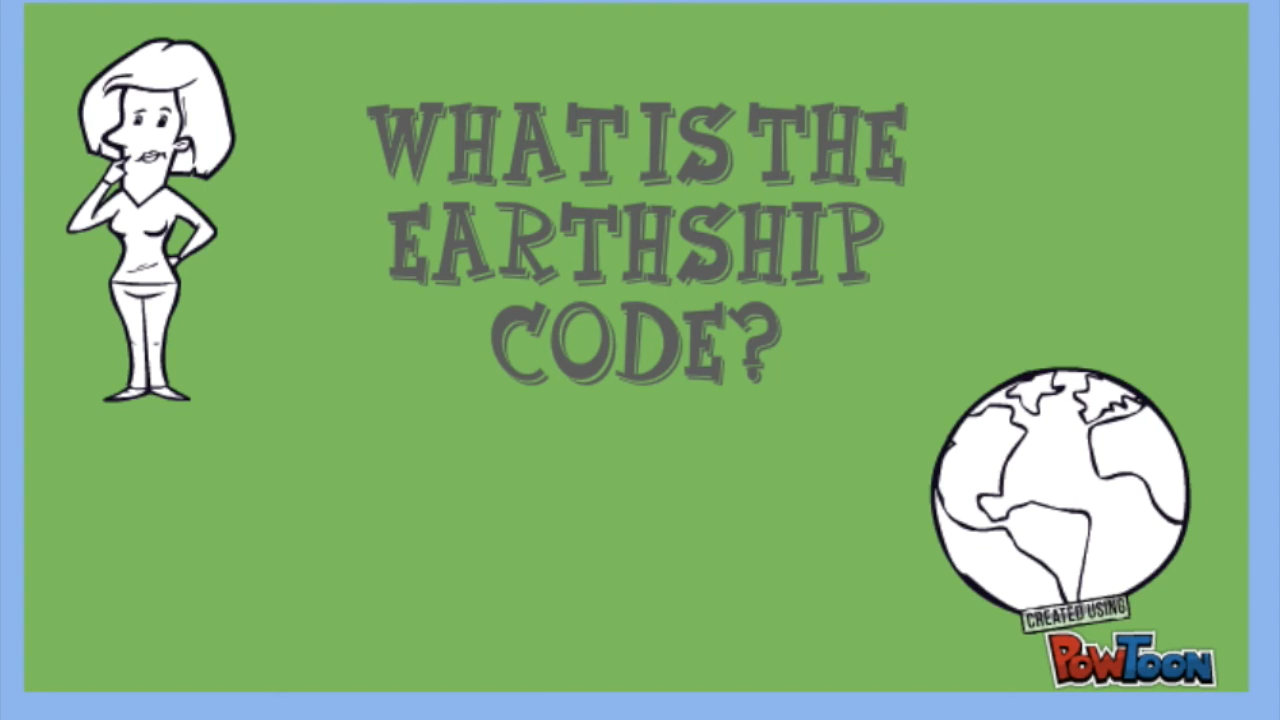 WHAT IS THE
EARTHSHIP
CODE?
CREATED USING
POWTOON